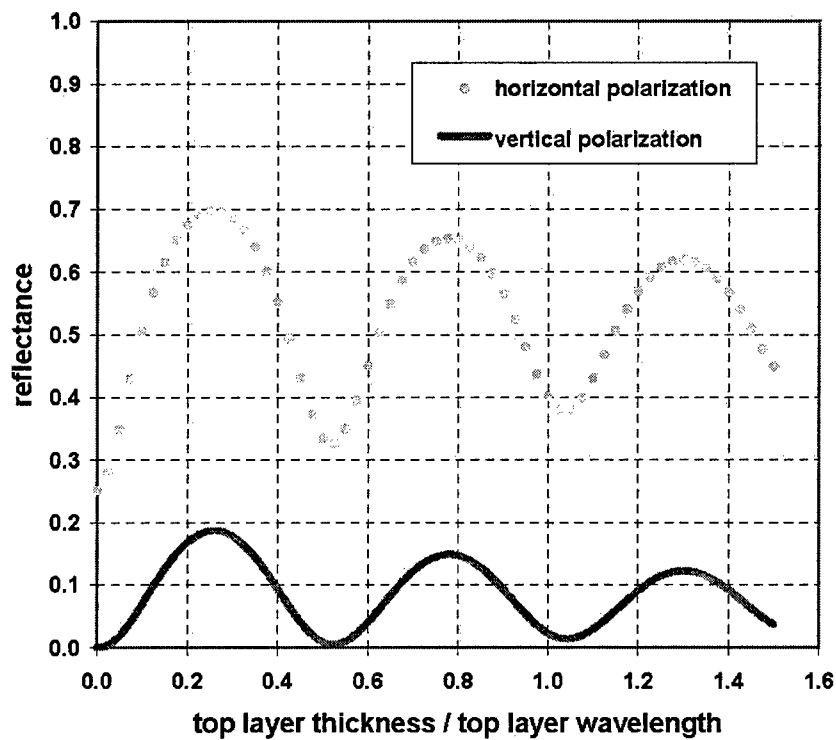 1.0
0.9
0.8
0.7
0.6
0.5
0.4
0.3
0.2
0.1
0.0
reflectance
horizontal polarization
vertical polarization
0.0 0.2 0.4 0.6 0.8 1.0 1.2 1.4 1.6
top layer thickness / top layer wavelength